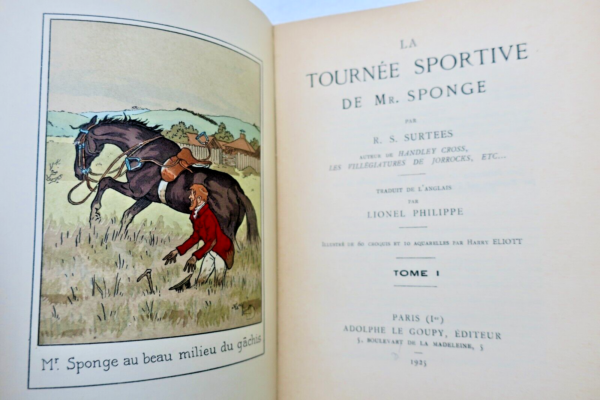 Mr. Sponge au beau milieu du gâchis
LA
TOURNÉE SPORTIVE
DE MR. SPONGE
PAR
R. S. SURTEES
AUTEUR DE HANDLEY CROSS,
LES VILLÉGIATURES DE JORROCKS, ETC...
TRADUIT DE L'ANGLAIS
PAR
LIONEL PHILIPPE
ILLUSTRÉ DE 80 CROQUIS ET 10 AQUARELLES PAR HARRY ELIOTT
TOME I
PARIS (Ier)
ADOLPHE LE GOUPY, ÉDITEUR
5, BOULEVARD DE LA MADELEINE, 5